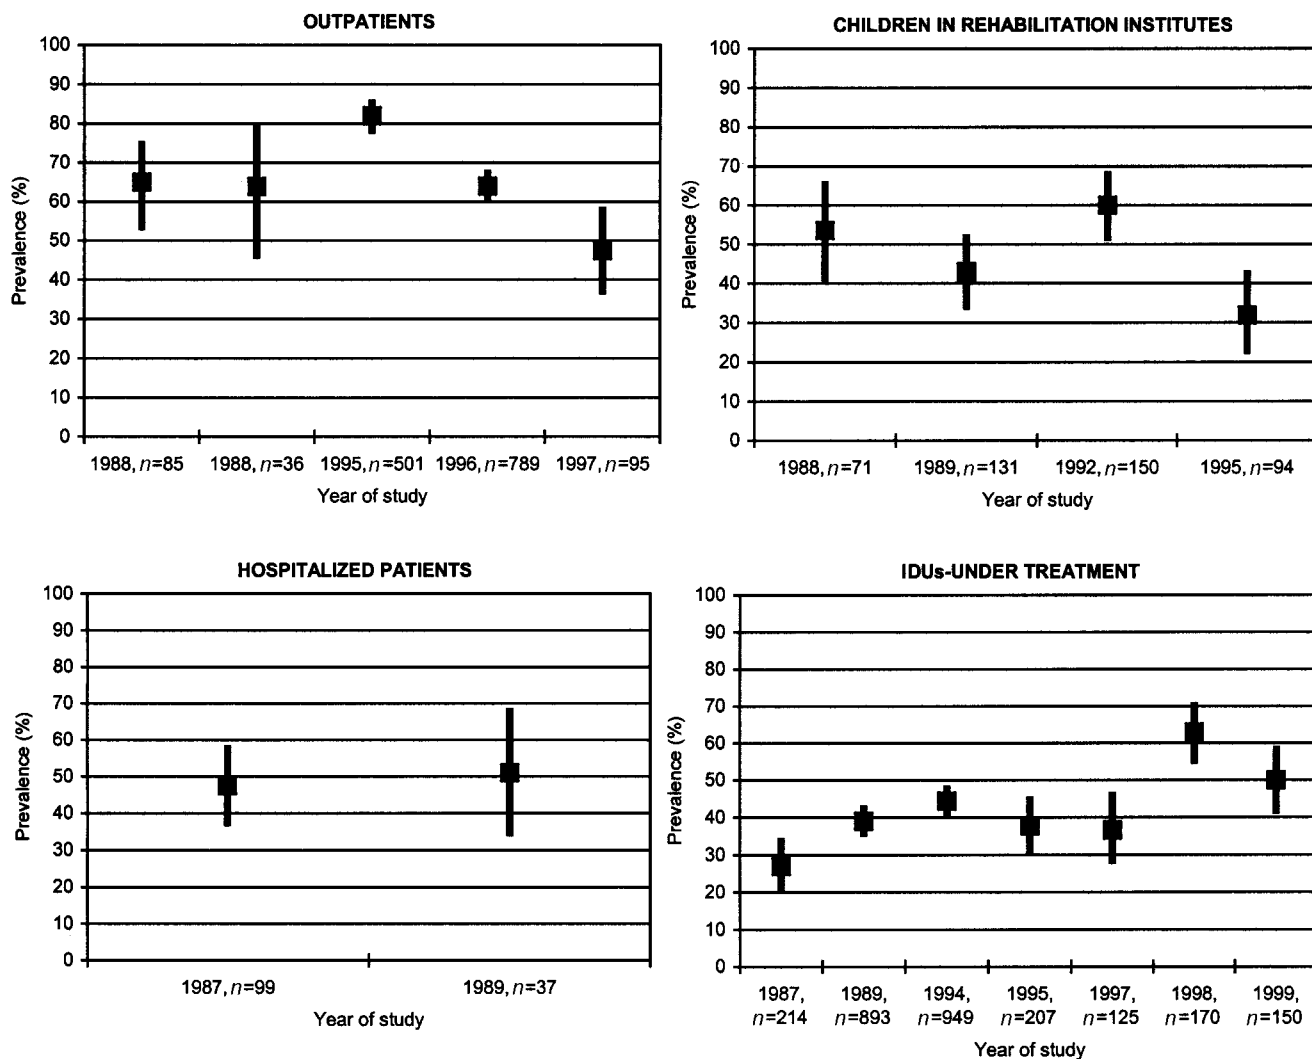 OUTPATIENTS
100
90
80
70
60
50
40
30
20
10
0
Prevalence (%)
1988, n=85 1988, n=36 1995, n=501 1996, n=789 1997, n=95
Year of study
CHILDREN IN REHABILITATION INSTITUTES
100
90
80
70
60
50
40
30
20
10
0
Prevalence (%)
1988, n=71 1989, n=131 1992, n=150 1995, n=94
Year of study
HOSPITALIZED PATIENTS
100
90
80
70
60
50
40
30
20
10
0
Prevalence (%)
1987, n=99 1989, n=37
Year of study
IDUs-UNDER TREATMENT
100
90
80
70
60
50
40
30
20
10
0
Prevalence (%)
1987, 1989, 1994, 1995, 1997, 1998, 1999,
n=214 n=893 n=949 n=207 n=125 n=170 n=150
Year of study